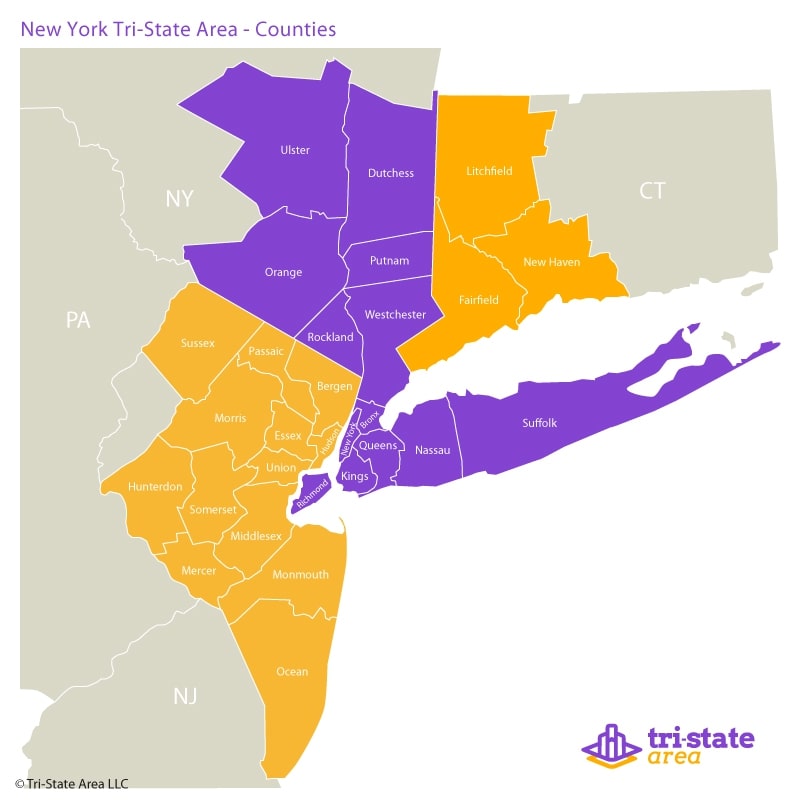 New York Tri-State Area - Counties
Ulster
Dutchess
Litchfield
NY
CT
Putnam
New Haven
Orange
Fairfield
Westchester
PA
Rockland
Sussex
Passaic
Bergen
Morris
Bronx
Suffolk
Essex
Hudson
New York
Queens
Nassau
Union
Kings
Hunterdon
Richmond
Somerset
Middlesex
Mercer
Monmouth
Ocean
NJ
tri-state
area
© Tri-State Area LLC